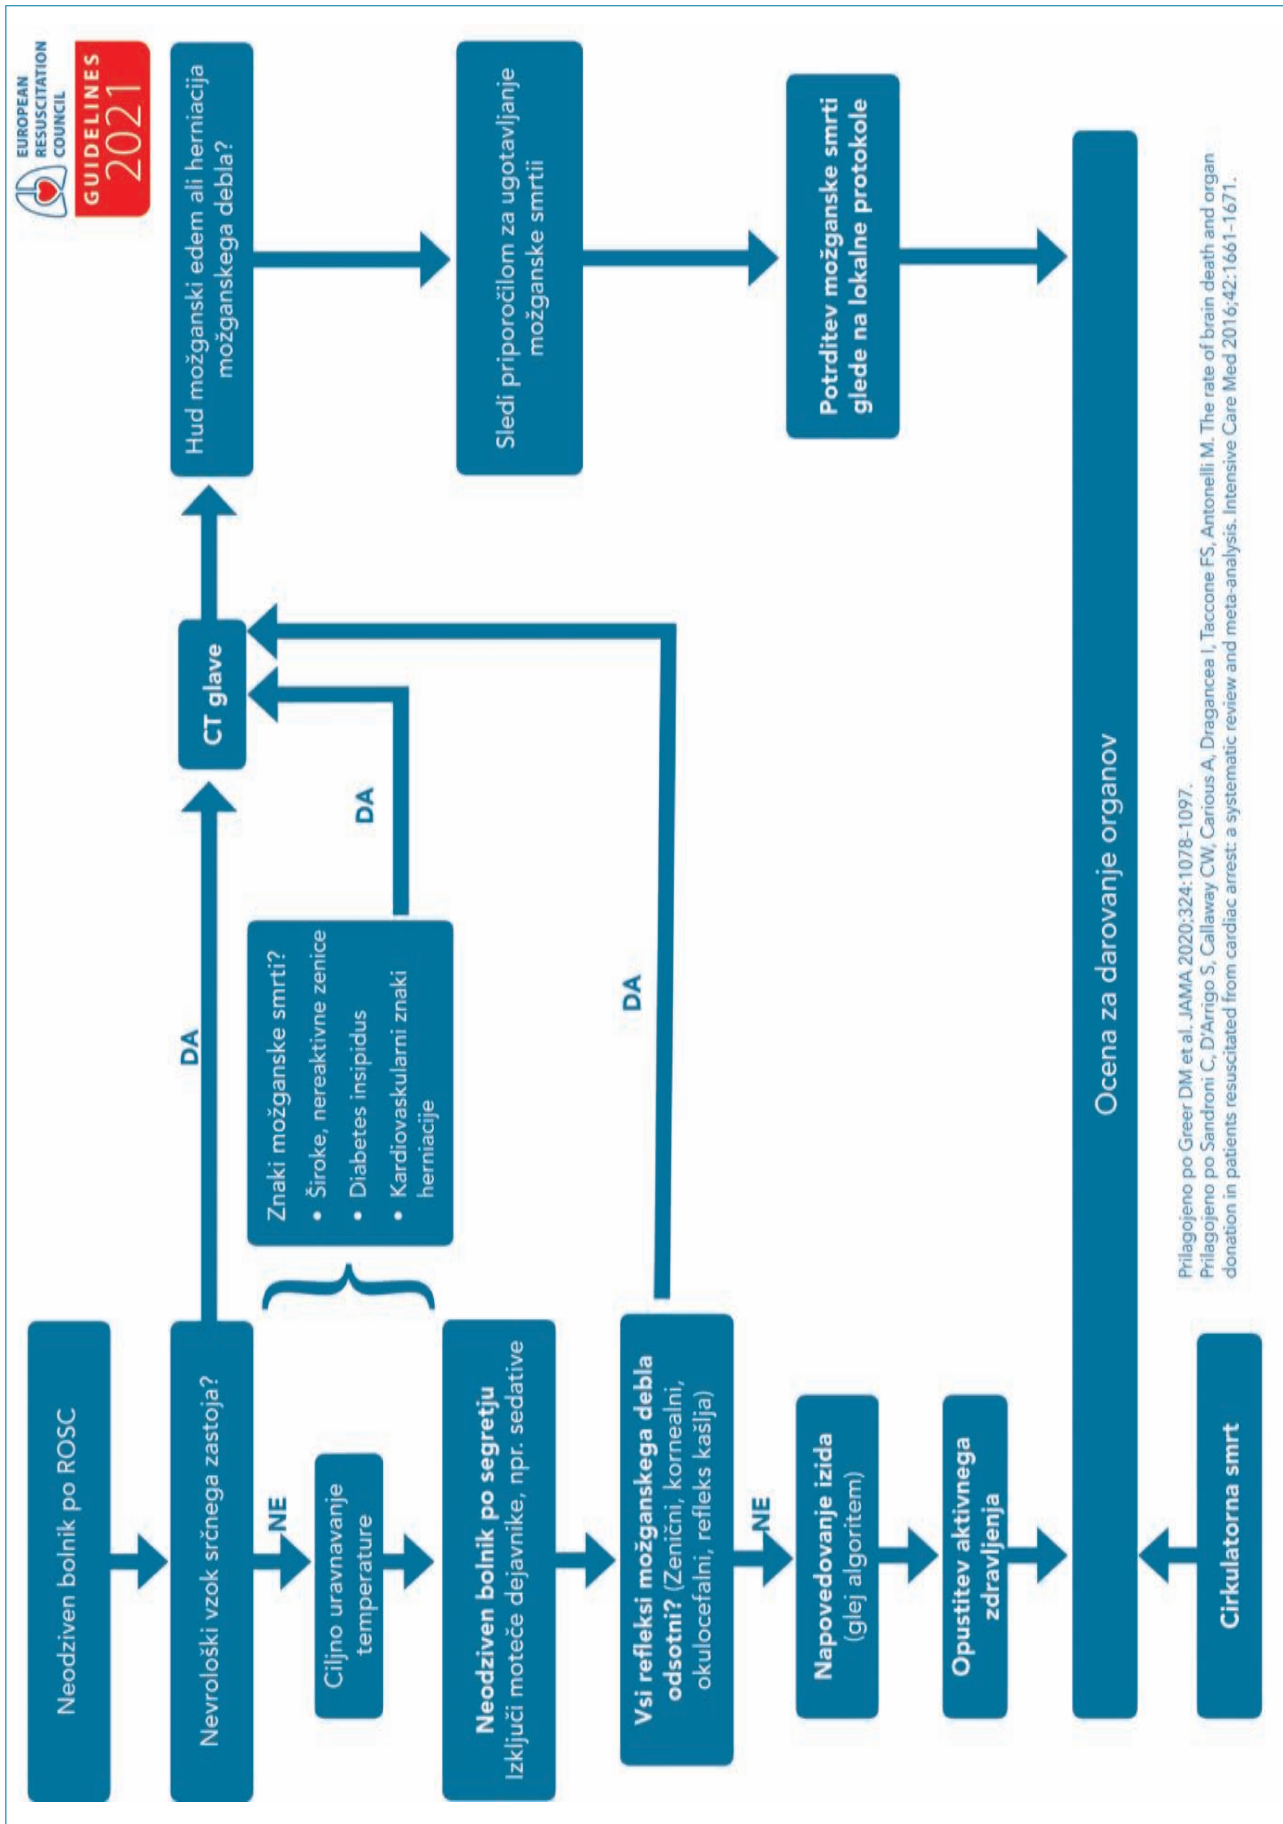 EUROPEAN
RESUSCITATION
COUNCIL
GUIDELINES
2021
Neodziven bolnik po ROSC
Nevrološki vzok srčnega zastoja?
DA
CT glave
Hud možganski edem ali herniacija
možganskega debla?
NE
Ciljno uravnavanje
temperature
Znaki možganske smrti?
• Široke, nereaktivne zenice
• Diabetes insipidus
• Kardiovaskularni znaki
herniacije
DA
Sledi priporočilom za ugotavljanje
možganske smrtii
Neodziven bolnik po segretju
Izključi moteče dejavnike, npr. sedative
Vsi refleksi možganskega debla
odsotni? (Zenični, kornealni,
okulocefalni, refleks kašlja)
DA
NE
Potrditev možganske smrti
glede na lokalne protokole
Napovedovanje izida
(glej algoritem)
Opustitev aktivnega
zdravljenja
Ocena za darovanje organov
Cirkulatorna smrt
Prilagojeno po Greer DM et al. JAMA 2020;324:1078-1097.
Prilagojeno po Sandroni C, D'Arrigo S, Callaway CW, Carious A, Dragancea I, Taccone FS, Antonelli M. The rate of brain death and organ
donation in patients resuscitated from cardiac arrest: a systematic review and meta-analysis. Intensive Care Med 2016;42:1661-1671.